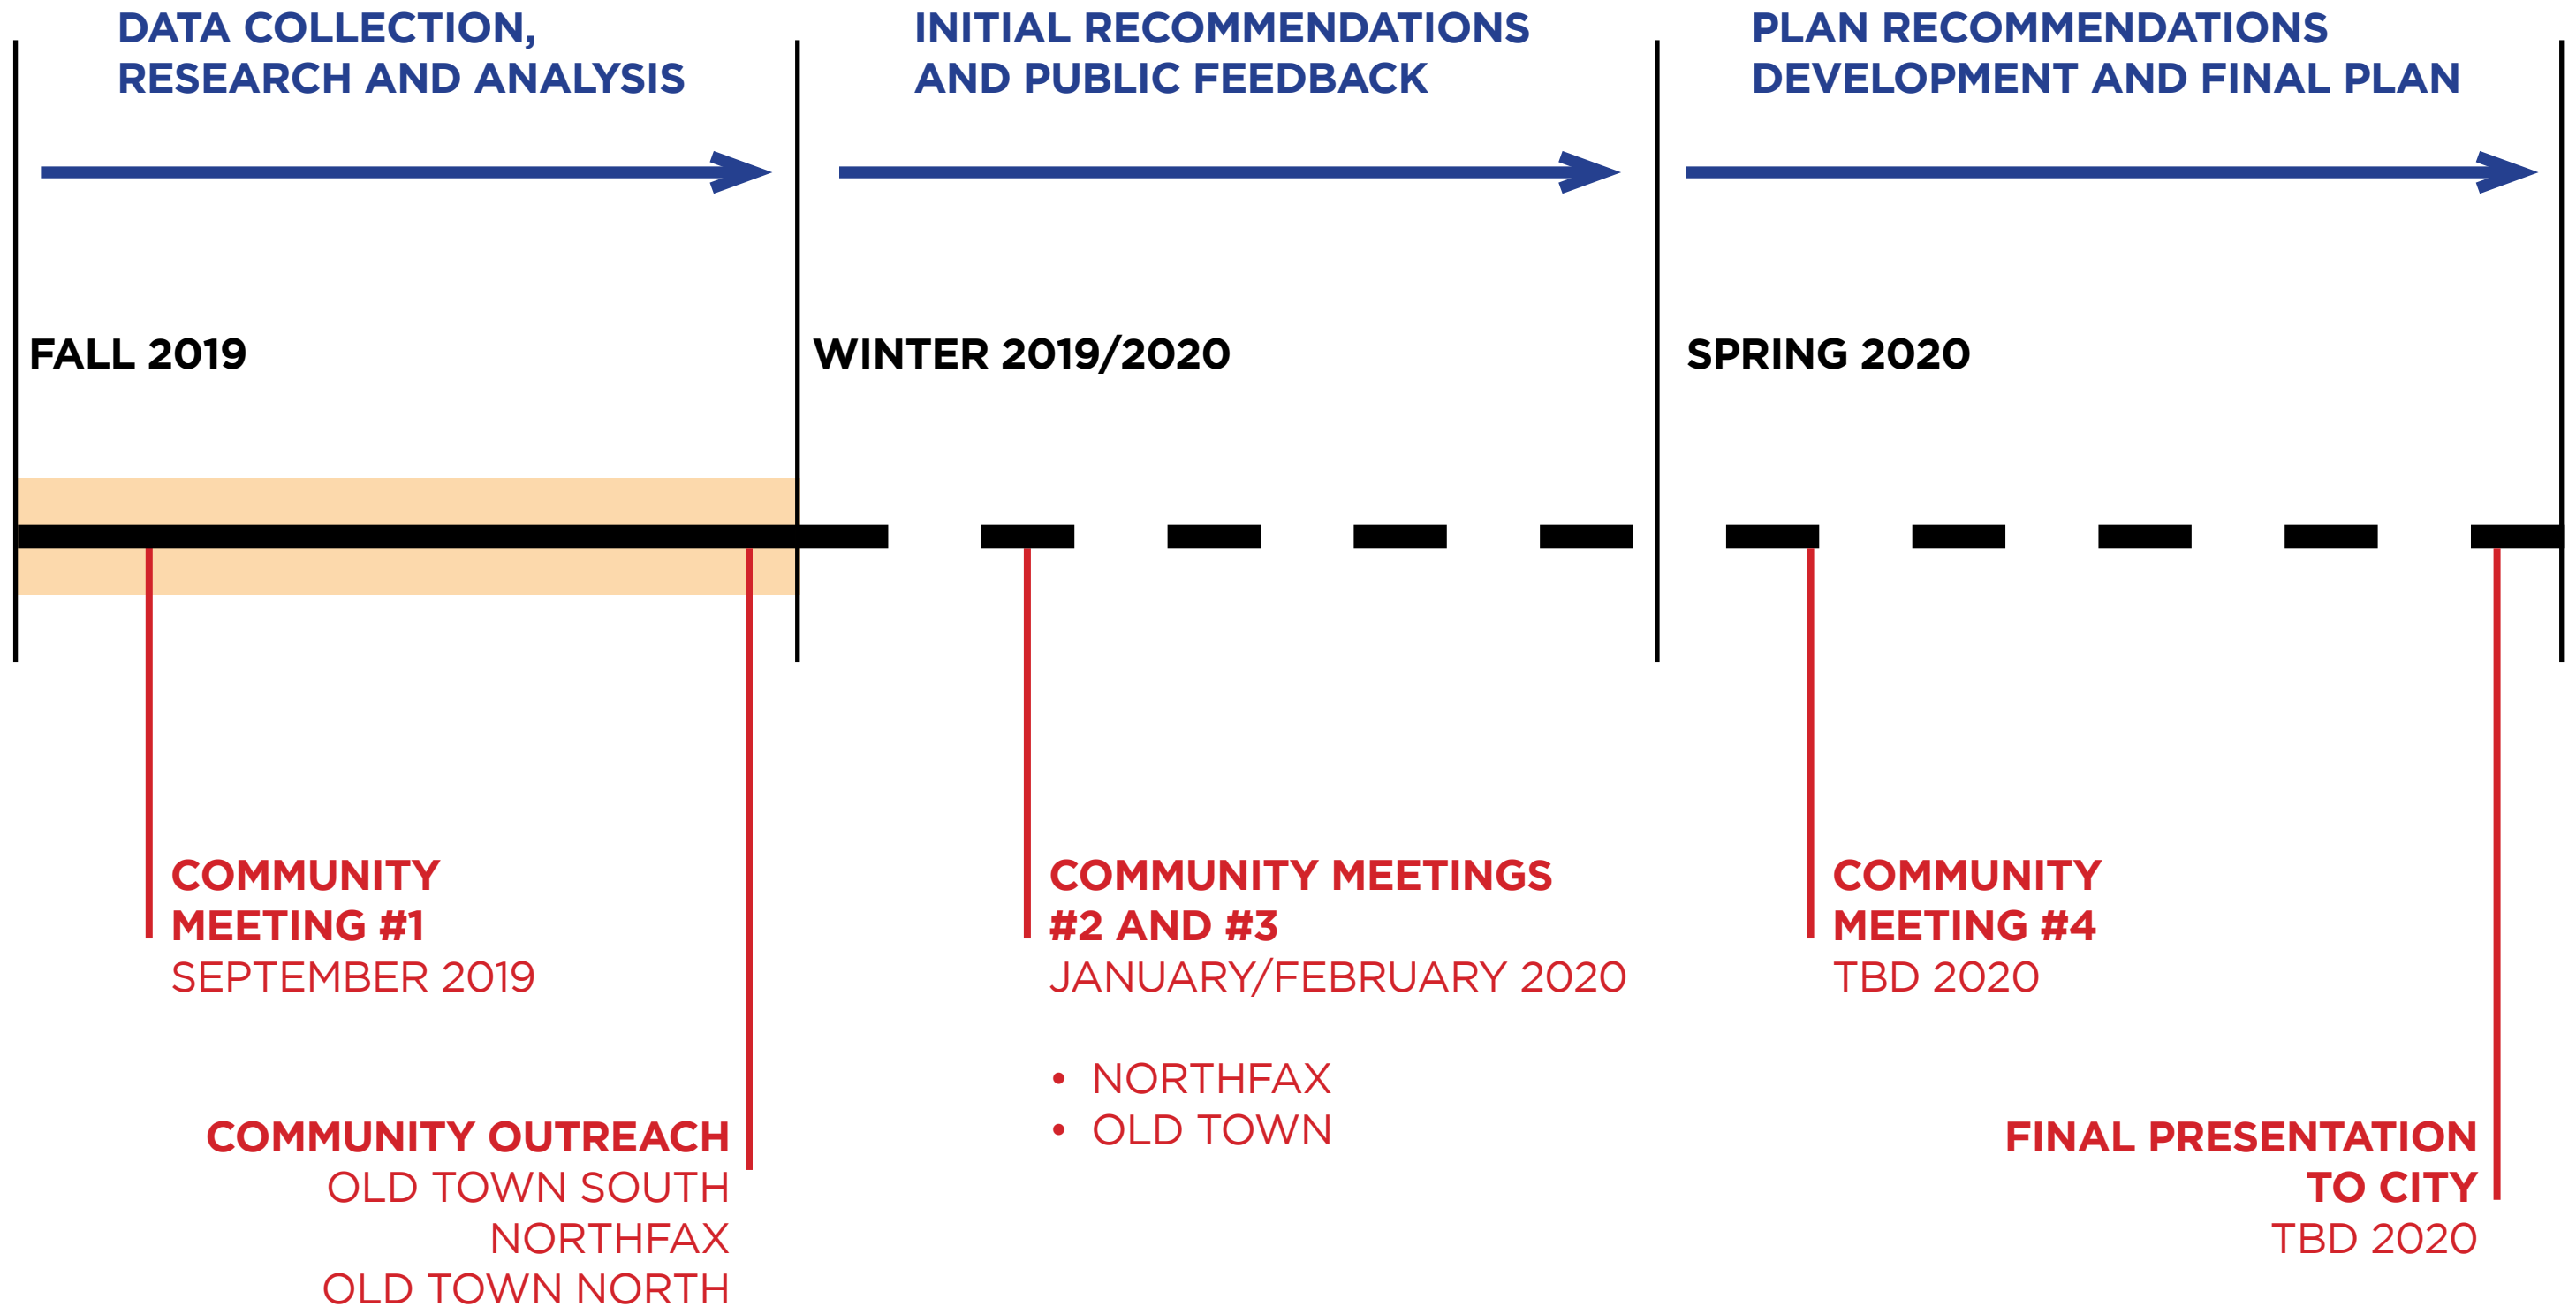 DATA COLLECTION,
RESEARCH AND ANALYSIS
INITIAL RECOMMENDATIONS
AND PUBLIC FEEDBACK
PLAN RECOMMENDATIONS
DEVELOPMENT AND FINAL PLAN
FALL 2019
WINTER 2019/2020
SPRING 2020
COMMUNITY
MEETING #1
SEPTEMBER 2019
COMMUNITY OUTREACH
OLD TOWN SOUTH
NORTHFAX
OLD TOWN NORTH
COMMUNITY MEETINGS
#2 AND #3
JANUARY/FEBRUARY 2020
• NORTHFAX
• OLD TOWN
COMMUNITY
MEETING #4
TBD 2020
FINAL PRESENTATION
TO CITY
TBD 2020